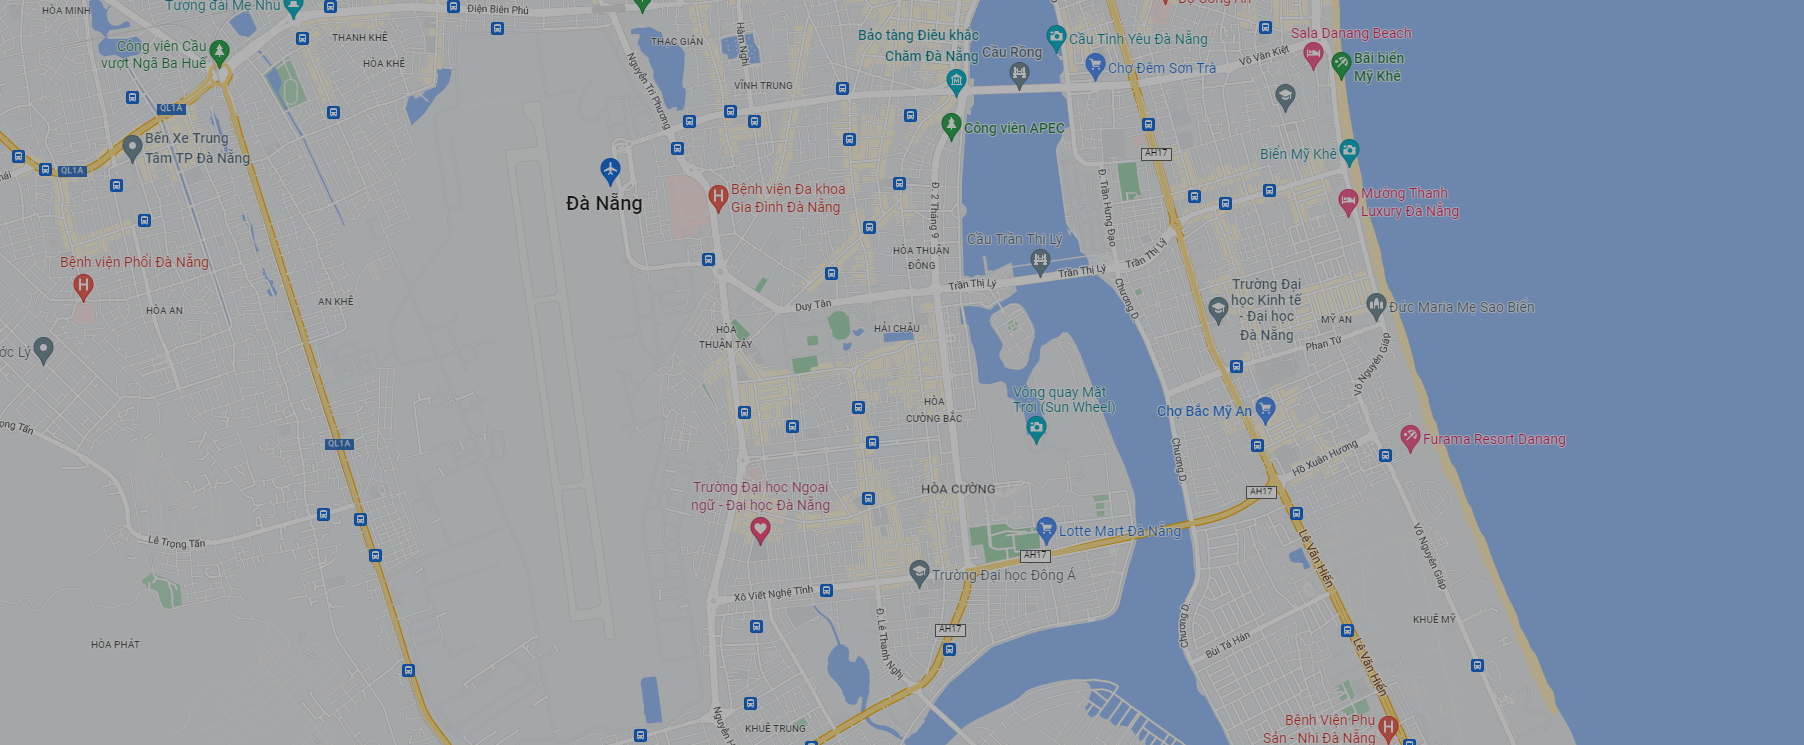 HÒA MINH
Tượng đài Mẹ Nhu
Điện Biên Phủ
THANH KHÊ
Công viên Cầu
vượt Ngã Ba Huế
HÒA KHÊ
QL1A
Bến Xe Trung
Tâm TP Đà Nẵng
QL1A
THẠC GIÁN
Hàm Nghi
Nguyễn Tri Phương
VĨNH TRUNG
Bảo tàng Điêu khắc
Chăm Đà Nẵng
Cầu Rồng
Cầu Tình Yêu Đà Nẵng
Chợ Đêm Sơn Trà
Bộ Công An
Võ Văn Kiệt
Sala Danang Beach
Bãi biển
Mỹ Khê
Công viên APEC
AH17
Biển Mỹ Khê
Đà Nẵng
Bệnh viện Đa khoa
Gia Đình Đà Nẵng
Đ. 2 Tháng 9
Đ. Trần Hưng Đạo
Mường Thanh
Luxury Đà Nẵng
Bệnh viện Phổi Đà Nẵng
HÒA AN
AN KHÊ
HÒA THUẬN
ĐÔNG
Cầu Trần Thị Lý
Trần Thị Lý
Trần Thị Lý
Trần Thị Lý
Chương D.
Duy Tân
HÒA
THUẬN TÂY
HẢI CHÂU
Trường Đại
học Kinh tế
- Đại học
Đà Nẵng
MỸ AN
Đức Maria Mẹ Sao Biển
Phan Tứ
Võ Nguyên Giáp
ớc Lý
HÒA
CƯỜNG BẮC
Vòng quay Mặt
Trời (Sun Wheel)
Chợ Bắc Mỹ An
Furama Resort Danang
Hồ Xuân Hương
Chương D.
ọng Tấn
QL1A
Trường Đại học Ngoại
ngữ - Đại học Đà Nẵng
HÒA CƯỜNG
AH17
Lotte Mart Đà Nẵng
AH17
Lê Trọng Tấn
Trường Đại học Đông Á
Xô Viết Nghệ Tĩnh
Lê Văn Hiến
Võ Nguyên Giáp
HÒA PHÁT
AH17
Đ. Lê Thanh Nghị
Chương D.
Bùi Tá Hán
KHUÊ MỸ
Lê Văn Hiến
KHUÊ TRUNG
Bệnh Viện Phụ
Sản - Nhi Đà Nẵng